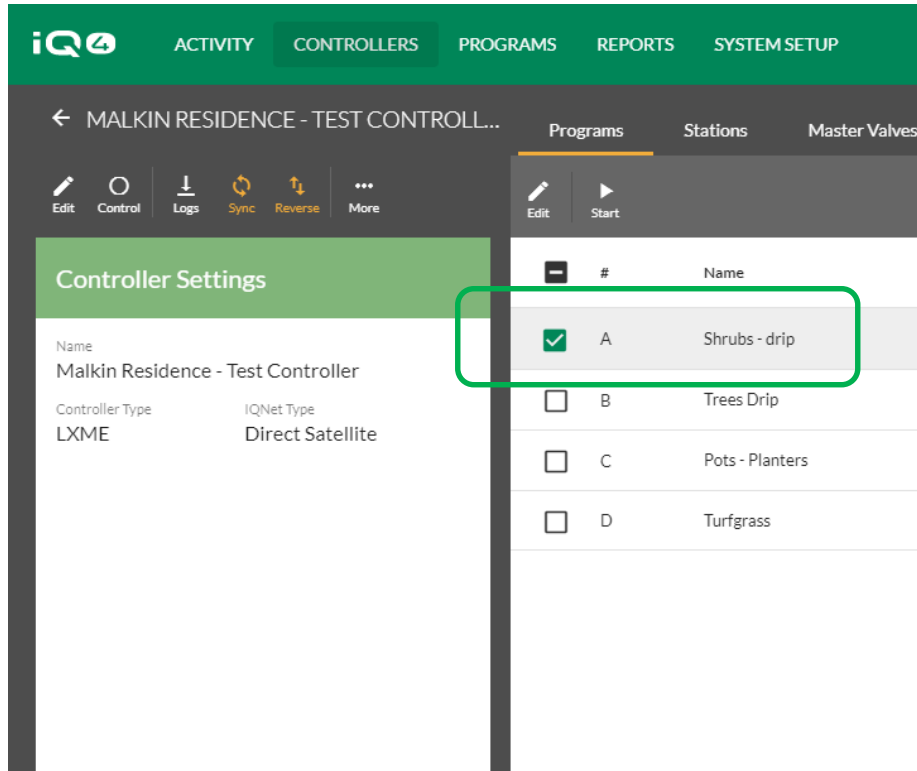 iQ4 ACTIVITY CONTROLLERS PROGRAMS REPORTS SYSTEM SETUP
MALKIN RESIDENCE - TEST CONTROLL...
Programs Stations Master Valves
Edit Control Logs Sync Reverse More
Edit Start
Controller Settings
# Name
Name
Malkin Residence - Test Controller
Controller Type IQNet Type
LXME Direct Satellite
A Shrubs - drip
B Trees Drip
C Pots - Planters
D Turfgrass